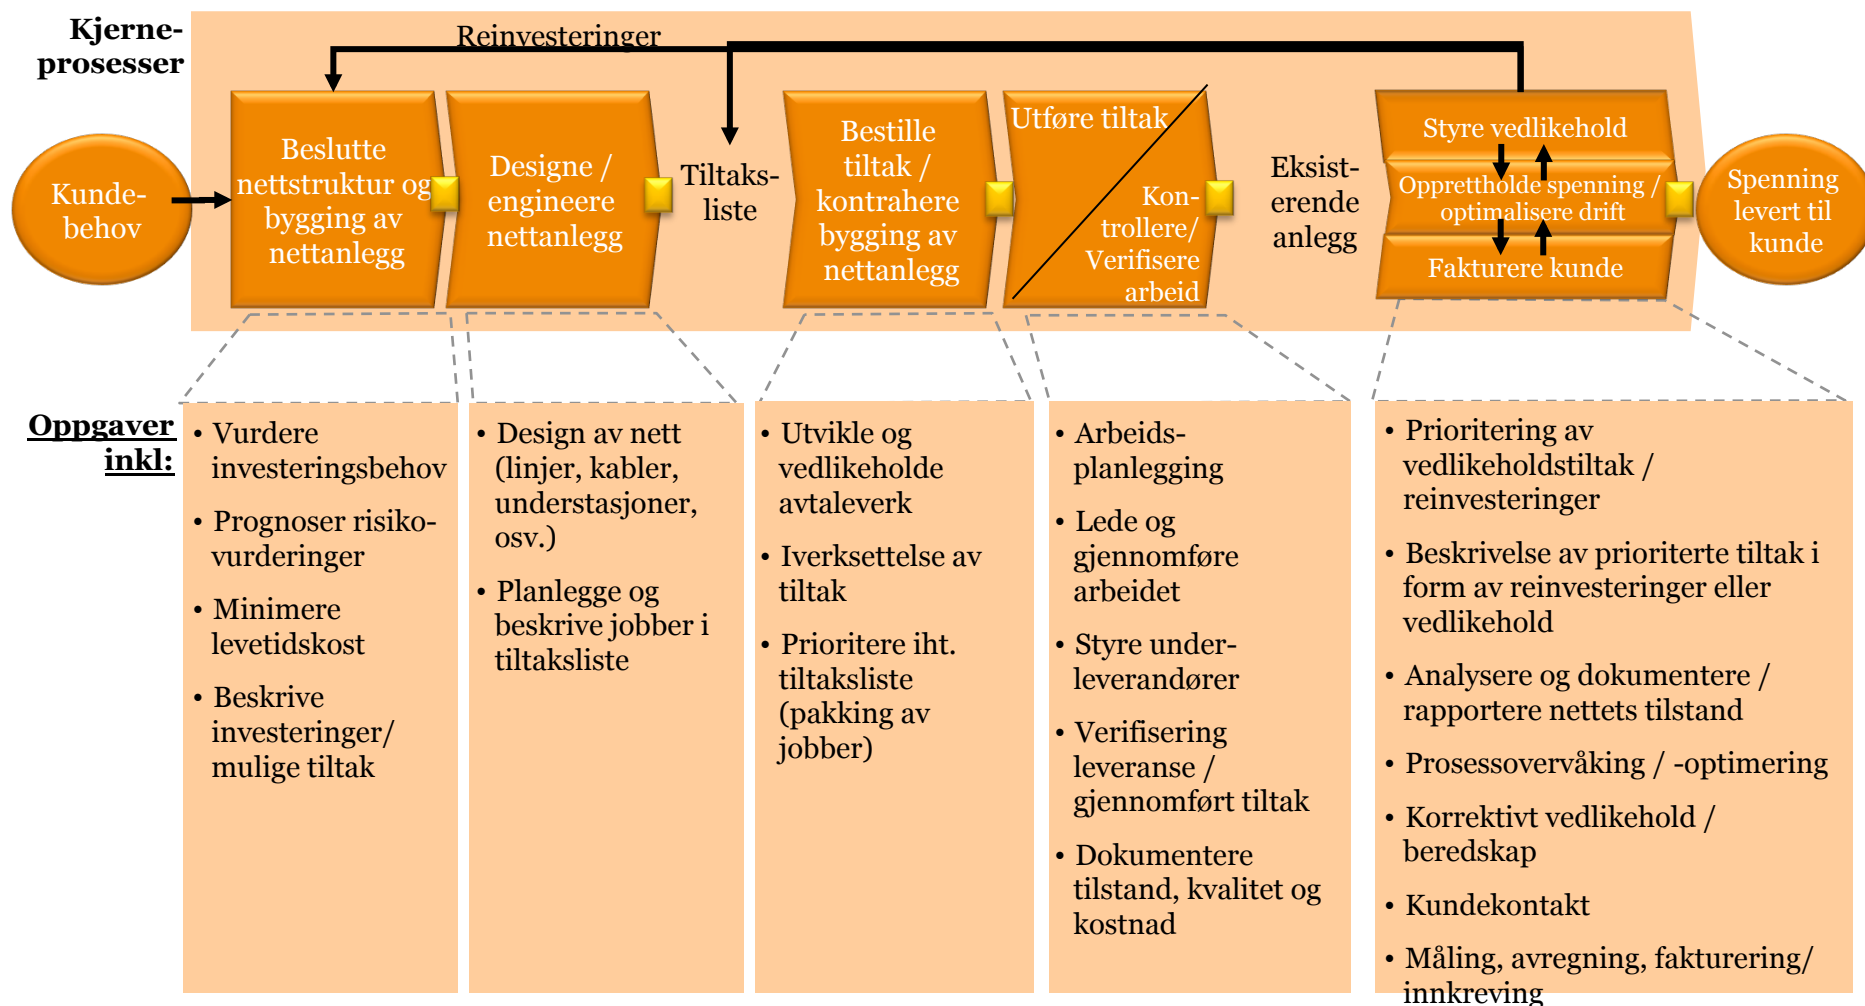 Kjerne-
prosesser
Reinvesteringer
Kunde-
behov
Beslutte
nettstruktur og
bygging av
nettanlegg
Designe /
engineere
nettanlegg
Tiltaks-
liste
Bestille
tiltak /
kontrahere
bygging av
nettanlegg
Utføre tiltak
Kon-
trollere/
Verifisere
arbeid
Eksist-
erende
anlegg
Styre vedlikehold
Opprettholde spenning /
optimalisere drift
Fakturere kunde
Spenning
levert til
kunde
Oppgaver
inkl:
• Vurdere
investeringsbehov
• Prognoser risiko-
vurderinger
• Minimere
levetidskost
• Beskrive
investeringer/
mulige tiltak
• Design av nett
(linjer, kabler,
understasjoner,
osv.)
• Planlegge og
beskrive jobber i
tiltaksliste
• Utvikle og
vedlikeholde
avtaleverk
• Iverksettelse av
tiltak
• Prioritere iht.
tiltaksliste
(pakking av
jobber)
• Arbeids-
planlegging
• Lede og
gjennomføre
arbeidet
• Styre under-
leverandører
• Verifisering
leveranse /
gjennomført tiltak
• Dokumentere
tilstand, kvalitet og
kostnad
• Prioritering av
vedlikeholdstiltak /
reinvesteringer
• Beskrivelse av prioriterte tiltak i
form av reinvesteringer eller
vedlikehold
• Analysere og dokumentere /
rapportere nettets tilstand
• Prosessovervåking / -optimering
• Korrektivt vedlikehold /
beredskap
• Kundekontakt
• Måling, avregning, fakturering/
innkreving